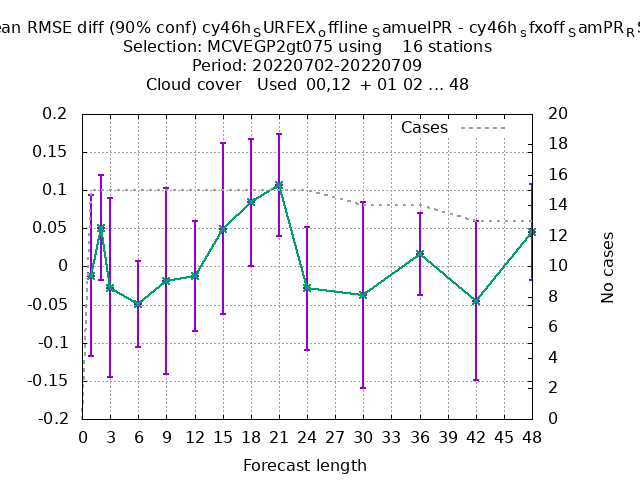 ean RMSE diff (90% conf) cy46h_SURFEX_offline_SamuelPR - cy46h_sfxoff_SamPR_RS
Selection: MCVEGP2gt075 using    16 stations
Period: 20220702-20220709
Cloud cover   Used  00,12  + 01 02 ... 48
Cases
0.2
0.15
0.1
0.05
0
-0.05
-0.1
-0.15
-0.2
20
18
16
14
12
10
8
6
4
2
0
No cases
0 3 6 9 12 15 18 21 24 27 30 33 36 39 42 45 48
Forecast length